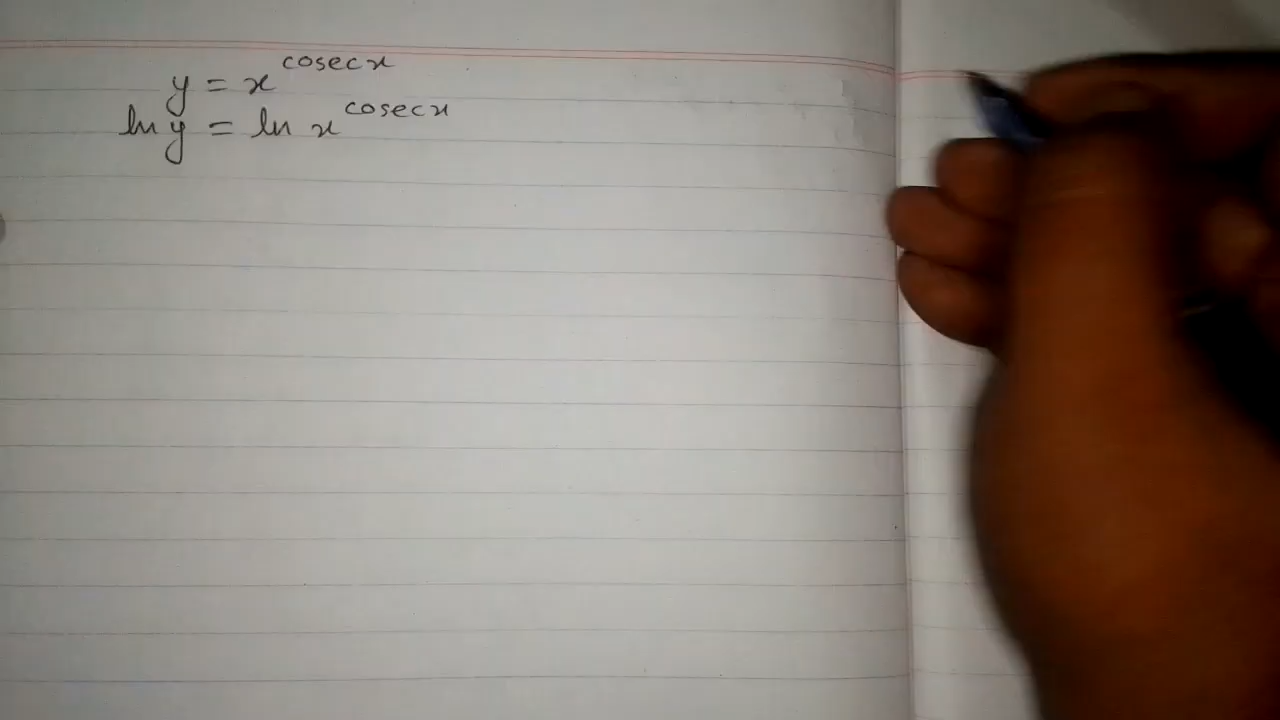 y = x^cosec x
ln y = ln x^cosec x